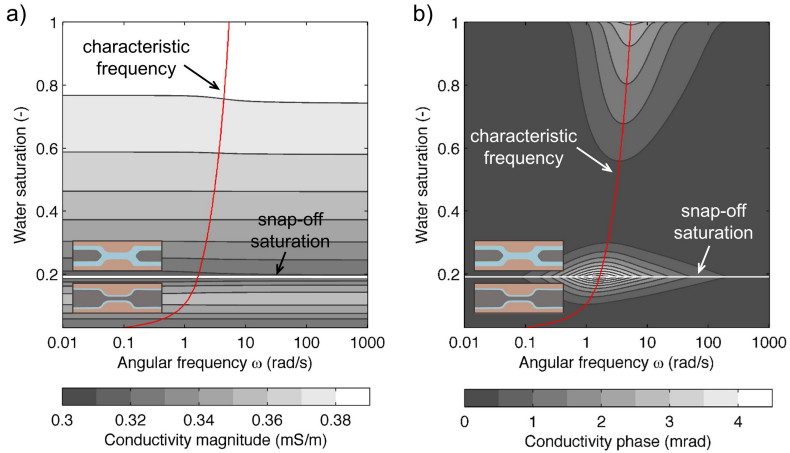 a)
characteristic
frequency
1
0.8
0.6
0.4
0.2
Water saturation (-)
snap-off
saturation
0.01 0.1 1 10 100 1000
Angular frequency ω (rad/s)
0.3 0.32 0.34 0.36 0.38
Conductivity magnitude (mS/m)
b)
1
0.8
0.6
0.4
0.2
Water saturation (-)
characteristic
frequency
snap-off
saturation
0.01 0.1 1 10 100 1000
Angular frequency ω (rad/s)
0 1 2 3 4
Conductivity phase (mrad)